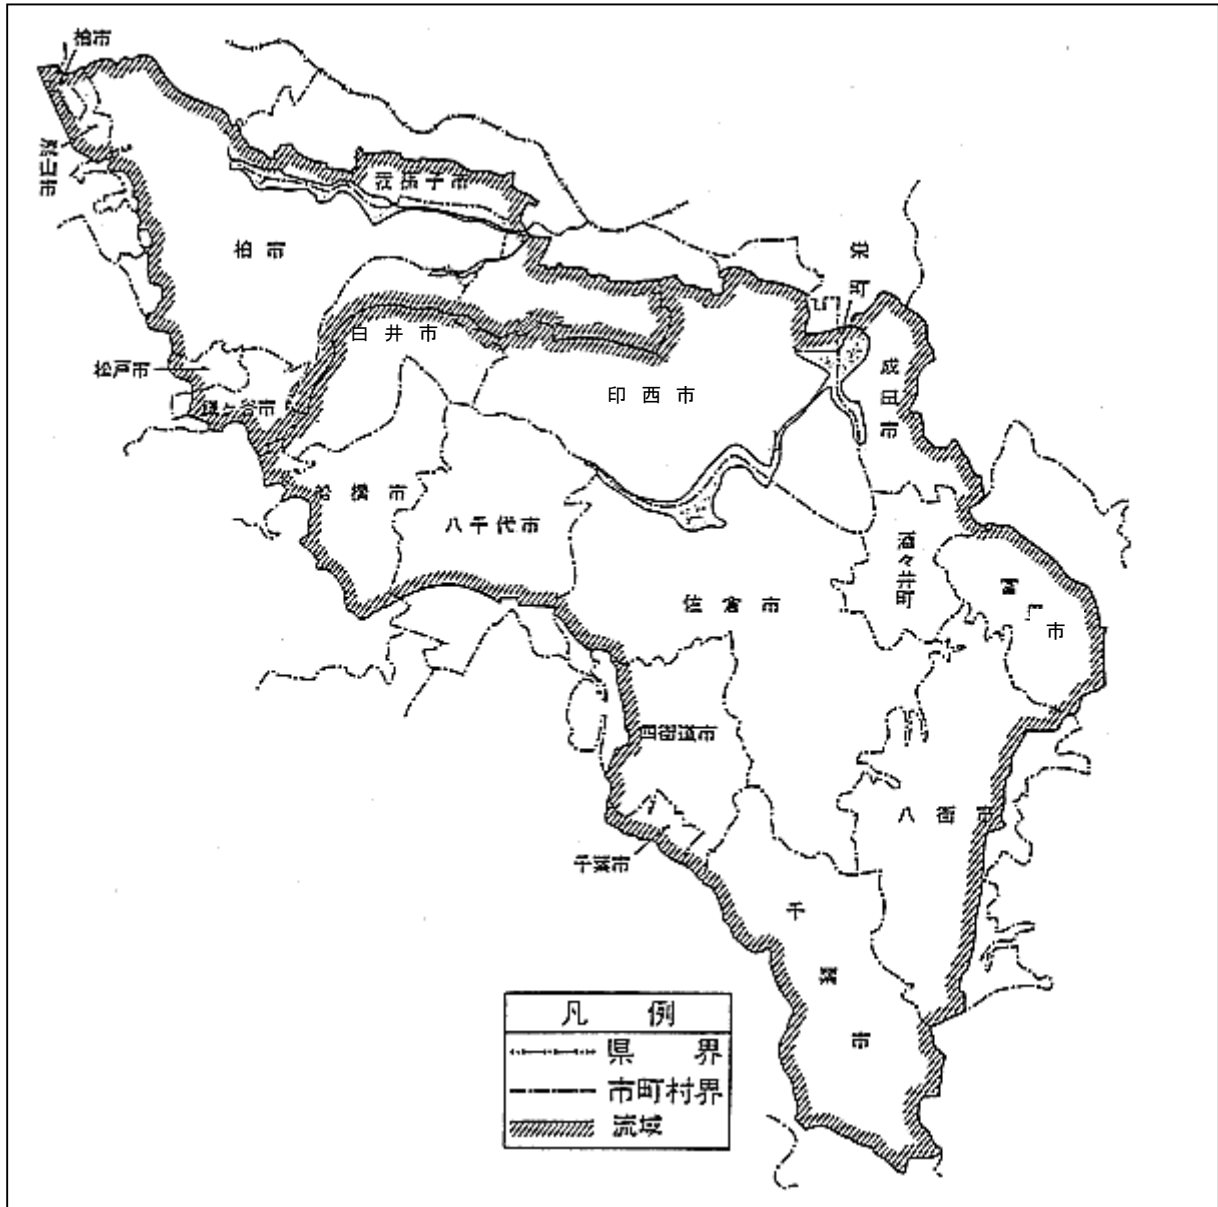 柏市
流山市
我孫子市
柏市
栄町
白井市
成田市
松戸市
印西市
鎌ヶ谷市
船橋市
八千代市
酒々井町
佐倉市
富
市
四街道市
八街市
千葉市
千葉市
凡例
県界
市町村界
流域